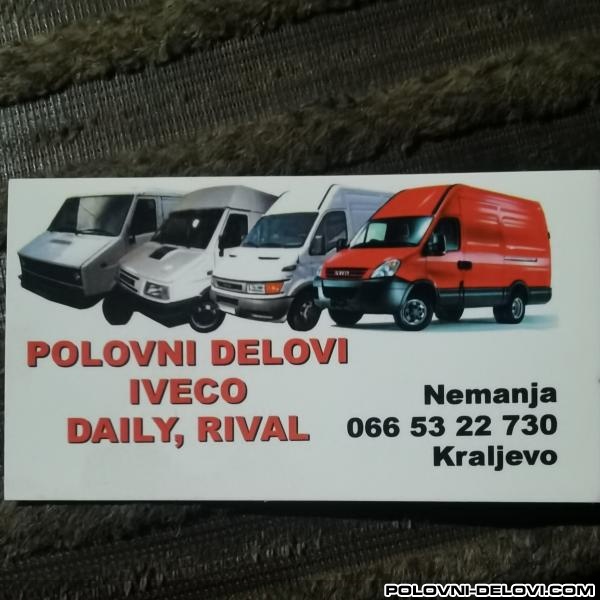 POLOVNI DELOVI
IVECO
DAILY, RIVAL
Nemanja
066 53 22 730
Kraljevo
POLOVNI-DELOVI.COM